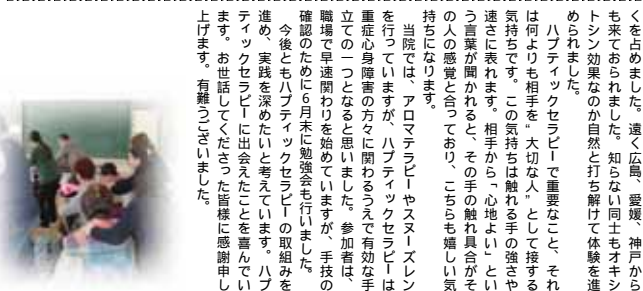 くを占めました。遠く広島、愛媛、神戸から
も来ておられました。知らない同士もオキシ
トシン効果なのか自然と打ち解けて体験を進
められました。
ハプティックセラピーで重要なこと、それ
は何よりも相手を“大切な人”として接する
気持ちです。この気持ちは触れる手の強さや
速さに表れます。相手から「心地よい」とい
う言葉が聞かれると、その手の触れ具合がそ
の人の感覚と合っており、こちらも嬉しい気
持ちになります。
当院では、アロマテラピーやスヌーズレン
を行っていますが、ハプティックセラピーは
重症心身障害の方々に関わるうえで有効な手
立ての一つとなると思いました。参加者は、
職場で早速関わりを始めていますが、手技の
確認のために6月末に勉強会も行いました。
今後ともハプティックセラピーの取組みを
進め、実践を深めたいと考えています。ハプ
ティックセラピーに出会えたことを喜んでい
ます。お世話してくださった皆様に感謝申し
上げます。有難うございました。